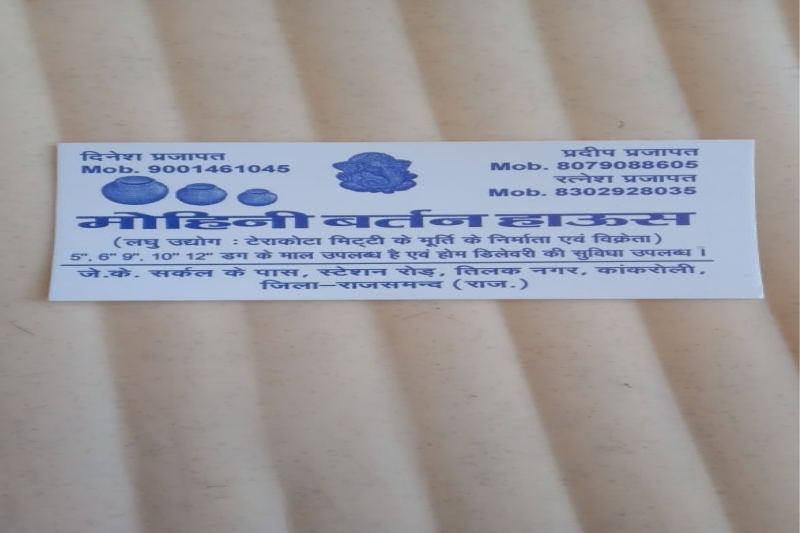 दिनेश प्रजापत
Mob. 9001461045
प्रदीप प्रजापत
Mob. 8079088605
रत्नेश प्रजापत
Mob. 8302928035
मोहिनी बर्तन हाऊस
(लघु उद्योग : टेराकोटा मिट्टी के मूर्ति के निर्माता एवं विक्रेता)
5". 6" 9". 10" 12" डग के माल उपलब्ध है एवं होम डिलेवरी की सुविधा उपलब्ध ।
जे.के. सर्कल के पास, स्टेशन रोड़, तिलक नगर, कांकरोली,
जिला–राजसमन्द (राज.)